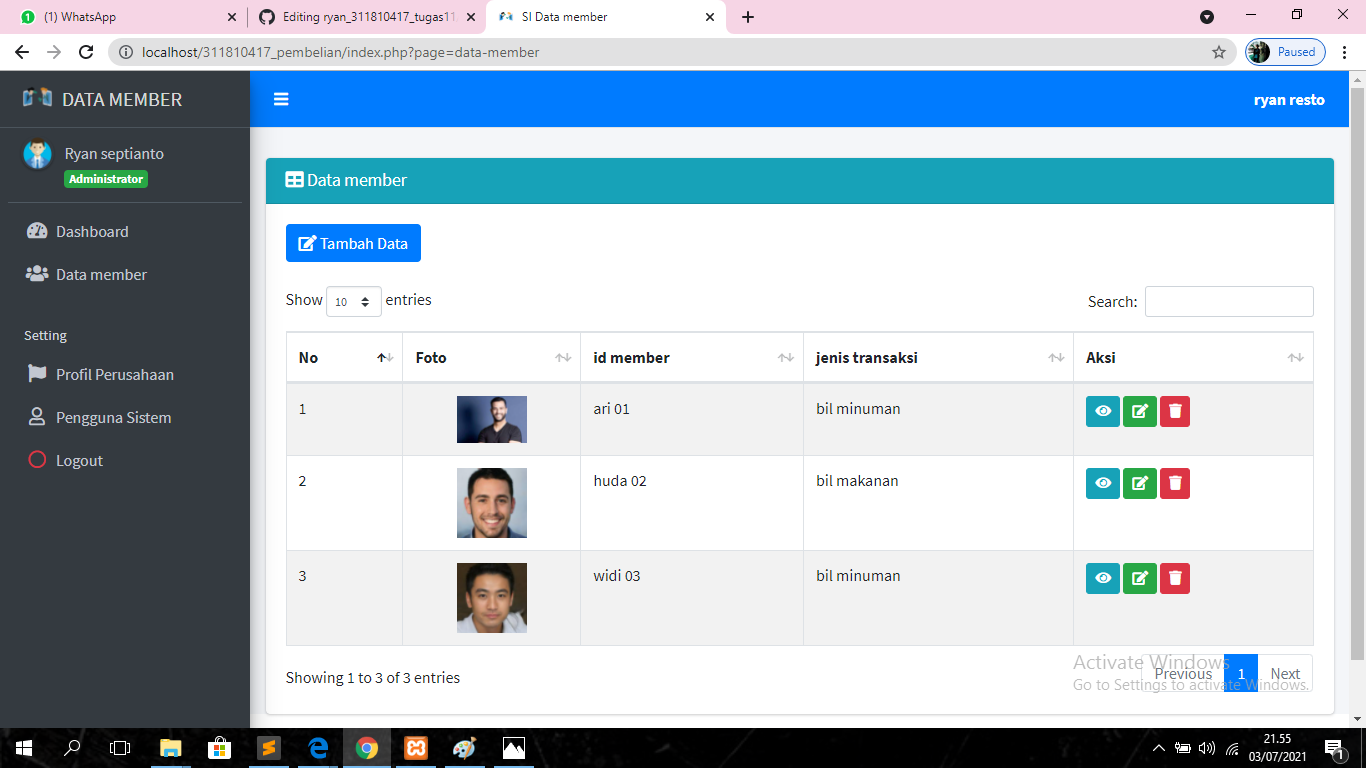 (1) WhatsApp
Editing ryan_311810417_tugas11.
SI Data member
localhost/311810417_pembelian/index.php?page=data-member
Paused
DATA MEMBER
ryan resto
Ryan septianto
Administrator
Dashboard
Data member
Setting
Profil Perusahaan
Pengguna Sistem
Logout
Data member
Tambah Data
Show 10 entries
Search:
No Foto id member jenis transaksi Aksi
1 ari 01 bil minuman
2 huda 02 bil makanan
3 widi 03 bil minuman
Showing 1 to 3 of 3 entries
Previous 1 Next
Activate Windows
Go to Settings to activate Windows.
21.55
03/07/2021
1